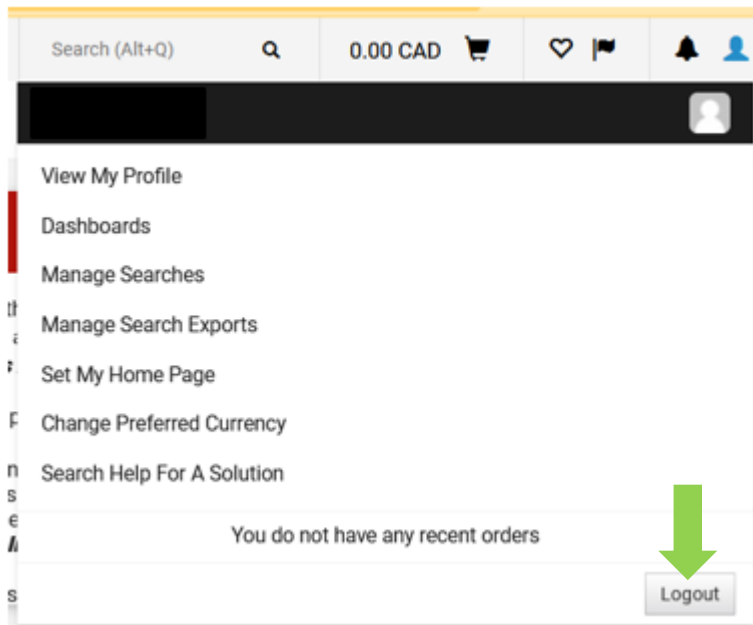 Search (Alt+Q)
0.00 CAD
View My Profile
Dashboards
Manage Searches
Manage Search Exports
Set My Home Page
Change Preferred Currency
Search Help For A Solution
You do not have any recent orders
Logout